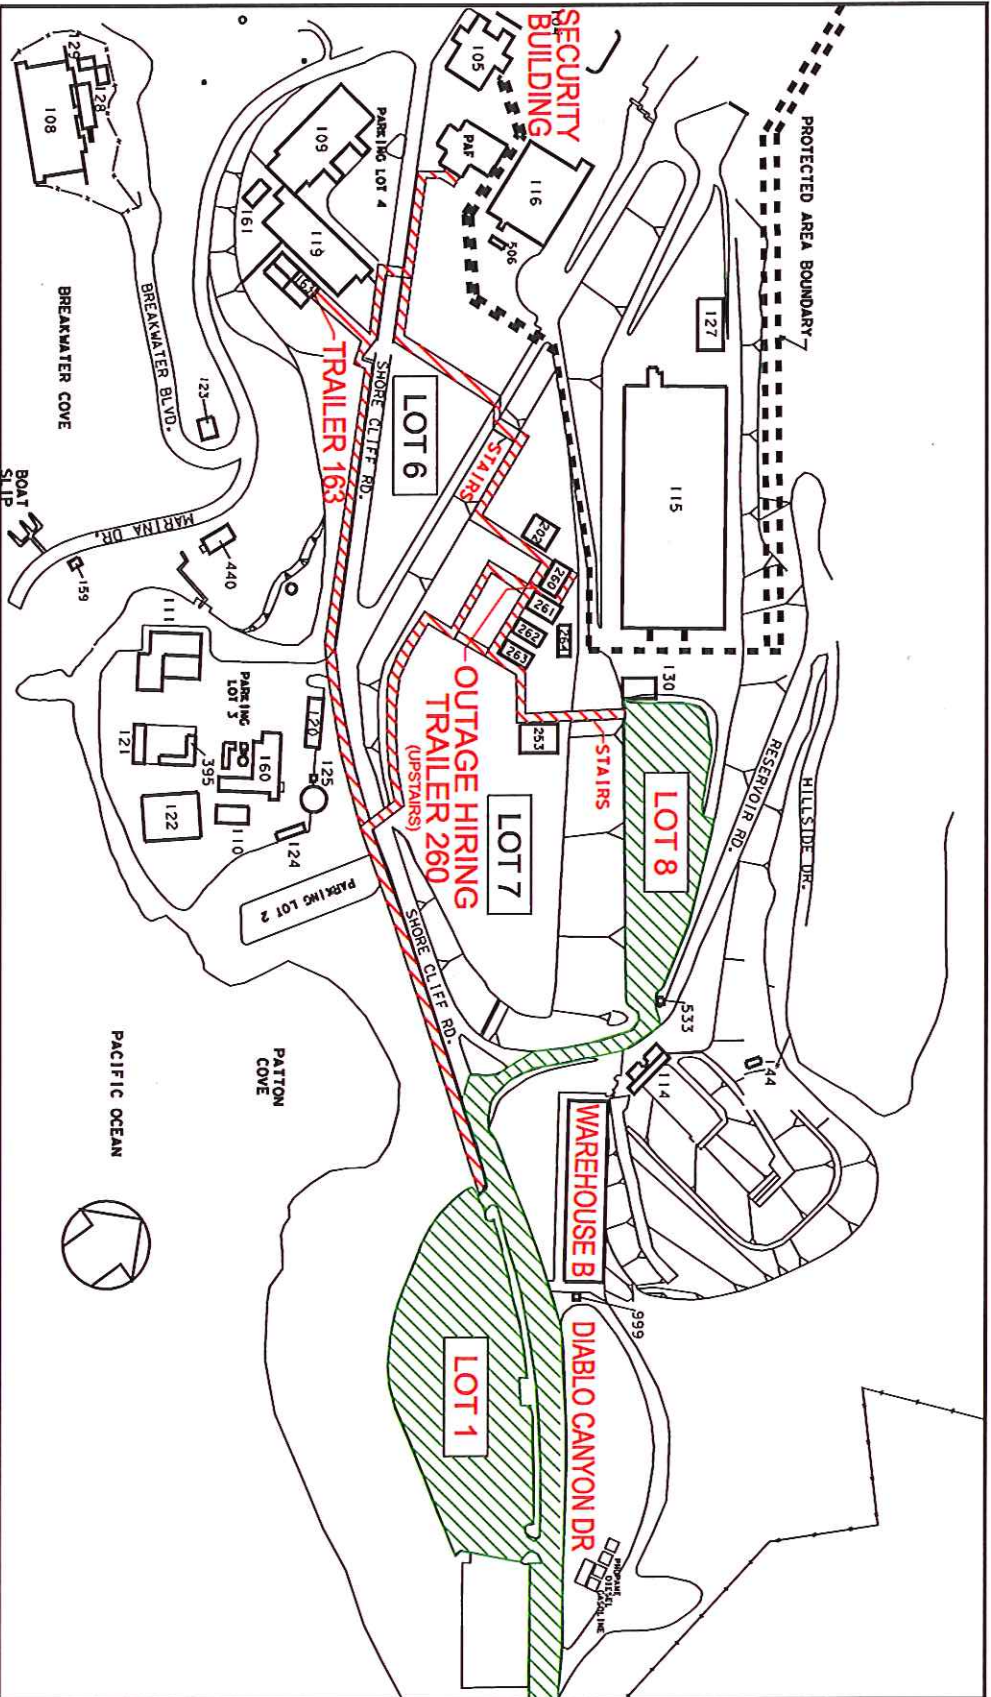 SECURITY
BUILDING
104
105
PAF
116
506
PROTECTED AREA BOUNDARY
127
115
129
128
108
PARKING LOT 4
109
161
119
163
TRAILER 163
BREAKWATER COVE
BREAKWATER BLVD.
123
BOAT
SLIP
MARINA DR.
159
440
SHORE CLIFF RD.
LOT 6
STAIRS
202
260
261
262
263
264
OUTAGE HIRING
TRAILER 260
(UPSTAIRS)
253
STAIRS
130
LOT 7
LOT 8
RESERVOIR RD.
HILLSIDE DR.
111
PARKING
LOT 3
120
125
160
121
395
122
110
124
PARKING LOT 2
SHORE CLIFF RD.
533
144
114
PATTON
COVE
PACIFIC OCEAN
WAREHOUSE B
999
DIABLO CANYON DR
LOT 1
PROPANE
DIESEL
GASOLINE